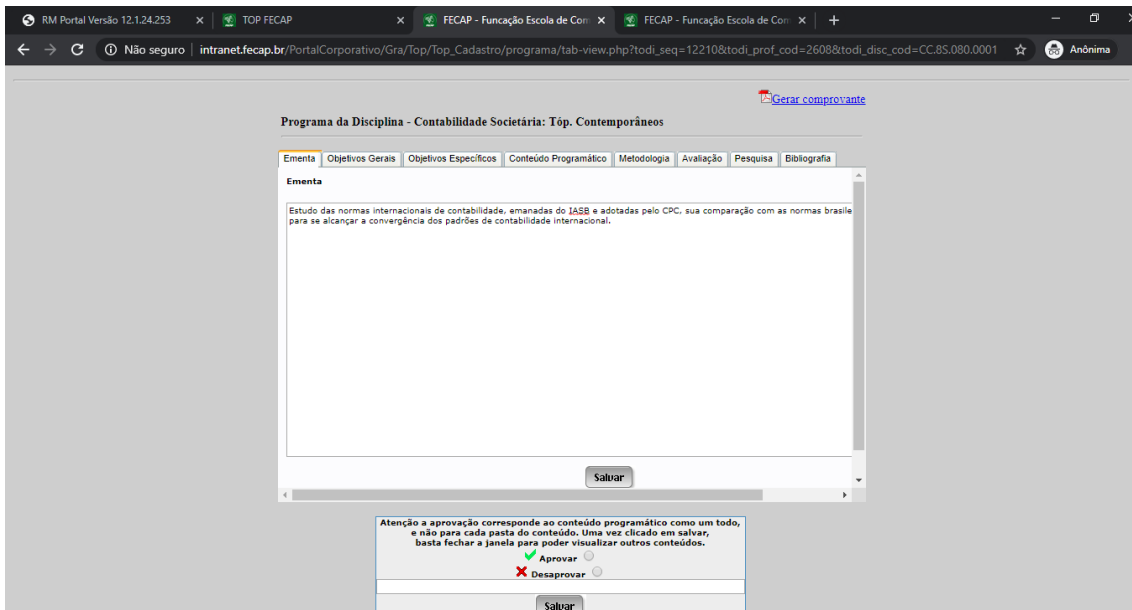 RM Portal Versão 12.1.24.253
TOP FECAP
FECAP - Funcação Escola de Com
FECAP - Funcação Escola de Com
Não seguro
intranet.fecap.br/PortalCorporativo/Gra/Top/Top_Cadastro/programa/tab-view.php?todi_seq=12210&todi_prof_cod=2608&todi_disc_cod=CC.8S.080.0001
Anônima
Gerar comprovante
Programa da Disciplina - Contabilidade Societária: Tóp. Contemporâneos
Ementa Objetivos Gerais Objetivos Específicos Conteúdo Programático Metodologia Avaliação Pesquisa Bibliografia
Ementa
Estudo das normas internacionais de contabilidade, emanadas do IASB e adotadas pelo CPC, sua comparação com as normas brasile
para se alcançar a convergência dos padrões de contabilidade internacional.
Salvar
Atenção a aprovação corresponde ao conteúdo programático como um todo,
e não para cada pasta do conteúdo. Uma vez clicado em salvar,
basta fechar a janela para poder visualizar outros conteúdos.
Aprovar
Desaprovar
Salvar